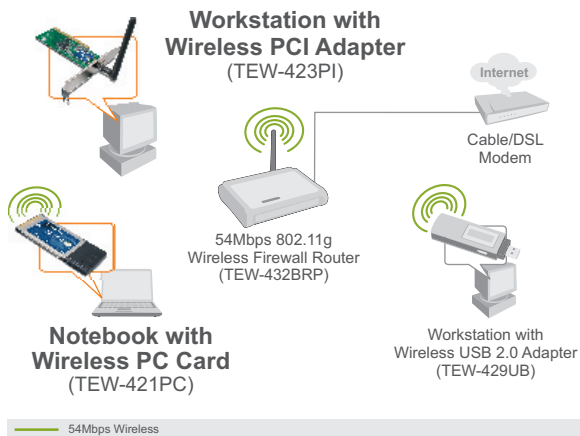 Workstation with
Wireless PCI Adapter
(TEW-423PI)
Internet
Cable/DSL
Modem
54Mbps 802.11g
Wireless Firewall Router
(TEW-432BRP)
Notebook with
Wireless PC Card
(TEW-421PC)
Workstation with
Wireless USB 2.0 Adapter
(TEW-429UB)
54Mbps Wireless